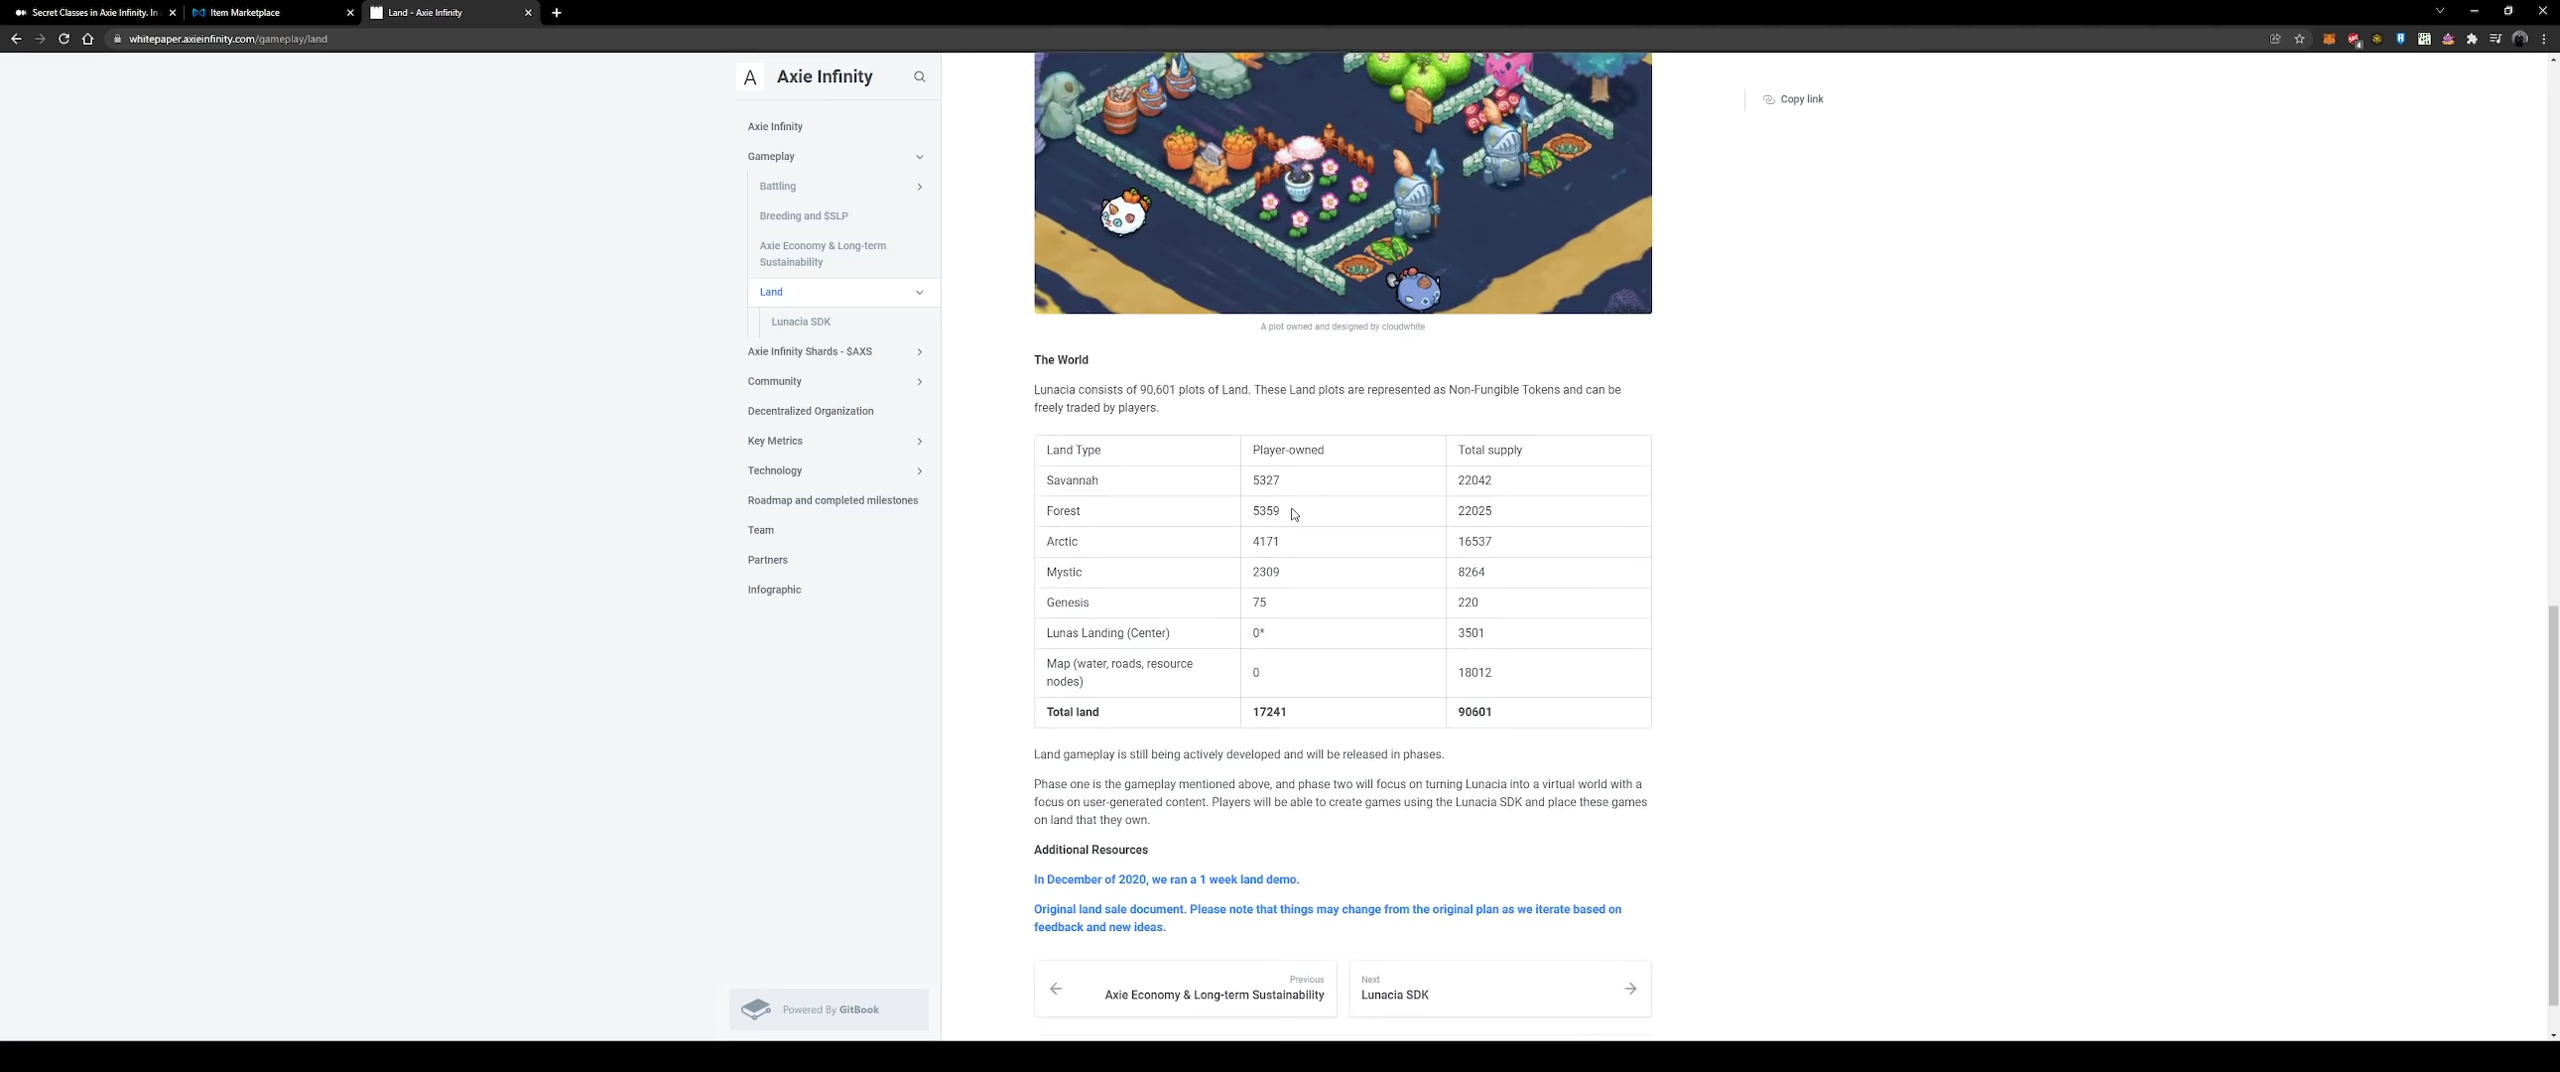 Secret Classes in Axie Infinity. In
Item Marketplace
Land - Axie Infinity
whitepaper.axieinfinity.com/gameplay/land
A
Axie Infinity
Axie Infinity
Gameplay
Battling
Breeding and $SLP
Axie Economy & Long-term
Sustainability
Land
Lunacia SDK
Axie Infinity Shards - $AXS
Community
Decentralized Organization
Key Metrics
Technology
Roadmap and completed milestones
Team
Partners
Infographic
Powered By GitBook
Copy link
A plot owned and designed by cloudwhite
The World
Lunacia consists of 90,601 plots of Land. These Land plots are represented as Non-Fungible Tokens and can be
freely traded by players.
Land Type Player-owned Total supply
Savannah 5327 22042
Forest 5359 22025
Arctic 4171 16537
Mystic 2309 8264
Genesis 75 220
Lunas Landing (Center) 0* 3501
Map (water, roads, resource
nodes) 0 18012
Total land 17241 90601
Land gameplay is still being actively developed and will be released in phases.
Phase one is the gameplay mentioned above, and phase two will focus on turning Lunacia into a virtual world with a
focus on user-generated content. Players will be able to create games using the Lunacia SDK and place these games
on land that they own.
Additional Resources
In December of 2020, we ran a 1 week land demo.
Original land sale document. Please note that things may change from the original plan as we iterate based on
feedback and new ideas.
Previous
Axie Economy & Long-term Sustainability
Next
Lunacia SDK